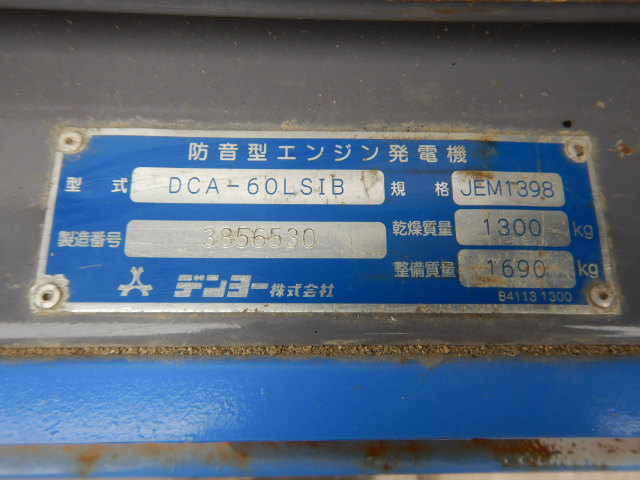 防音型エンジン発電機
型式 DCA-60LSIB 規格 JEM1398
製造番号 3856530 乾燥質量 1300 kg
整備質量 1690 kg
デンヨー株式会社
B4113 1300